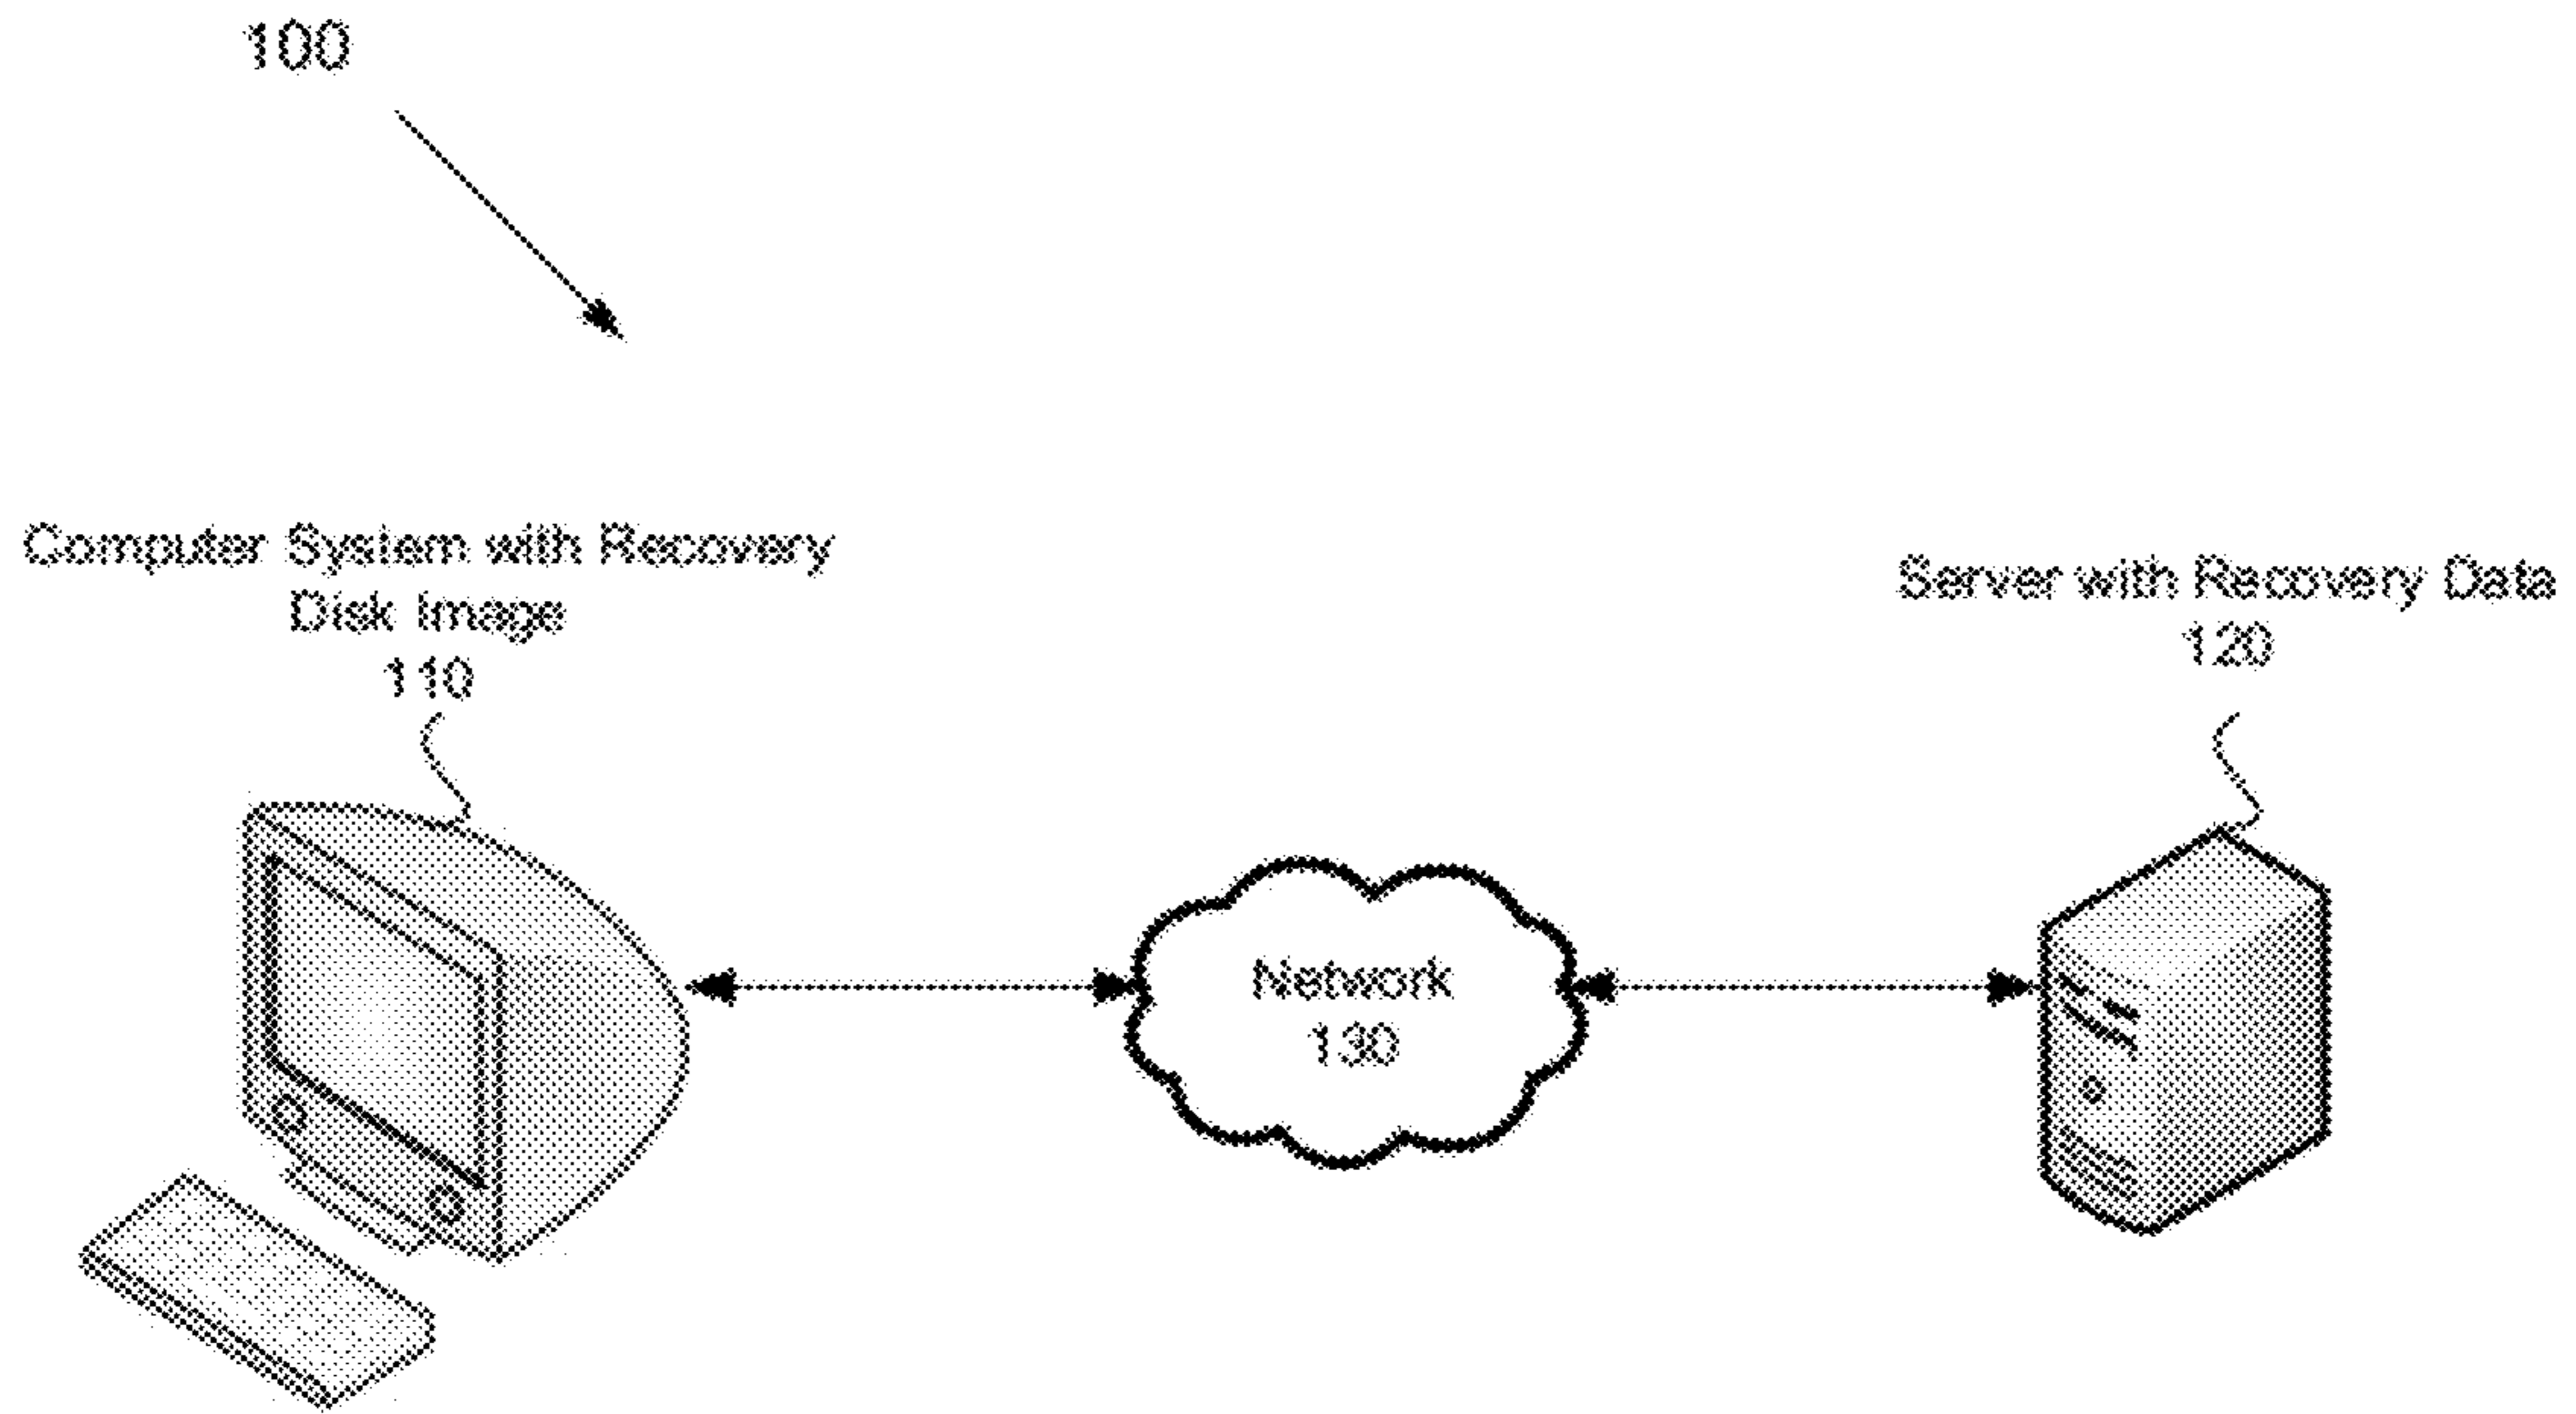 100
Computer System with Recovery
Disk Image
110
Server with Recovery Data
120
Network
130